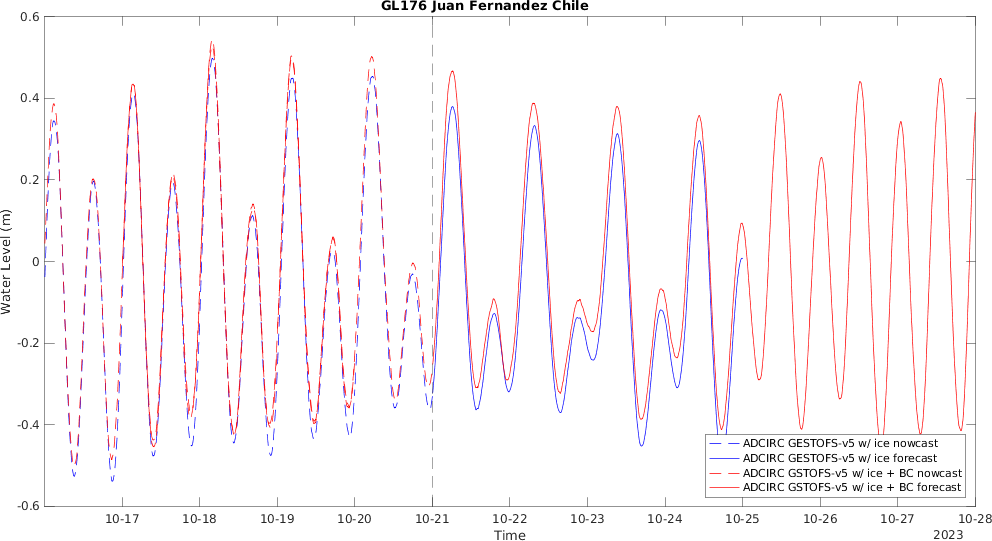 GL176 Juan Fernandez Chile
0.6
0.4
0.2
0
-0.2
-0.4
-0.6
Water Level (m)
10-17 10-18 10-19 10-20 10-21 10-22 10-23 10-24 10-25 10-26 10-27 10-28
Time
2023
ADCIRC GESTOFS-v5 w/ ice nowcast
ADCIRC GESTOFS-v5 w/ ice forecast
ADCIRC GSTOFS-v5 w/ ice + BC nowcast
ADCIRC GSTOFS-v5 w/ ice + BC forecast